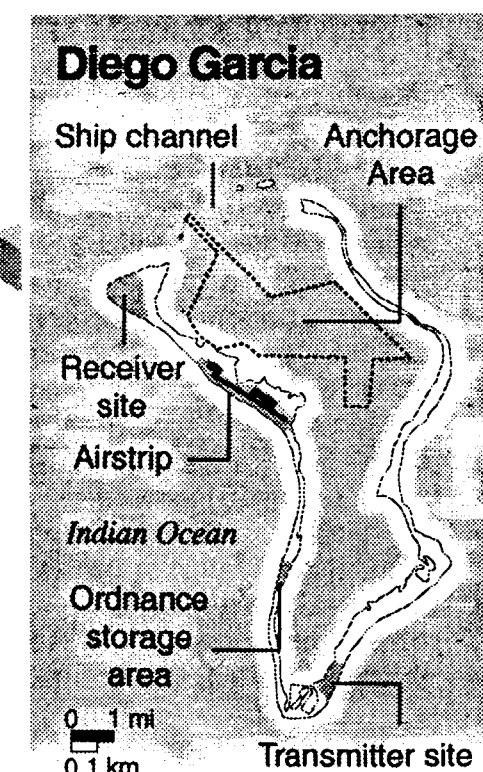 Diego Garcia
Ship channel
Anchorage
Area
Receiver
site
Airstrip
Indian Ocean
Ordnance
storage
area
0 1 mi
0 1 km
Transmitter site